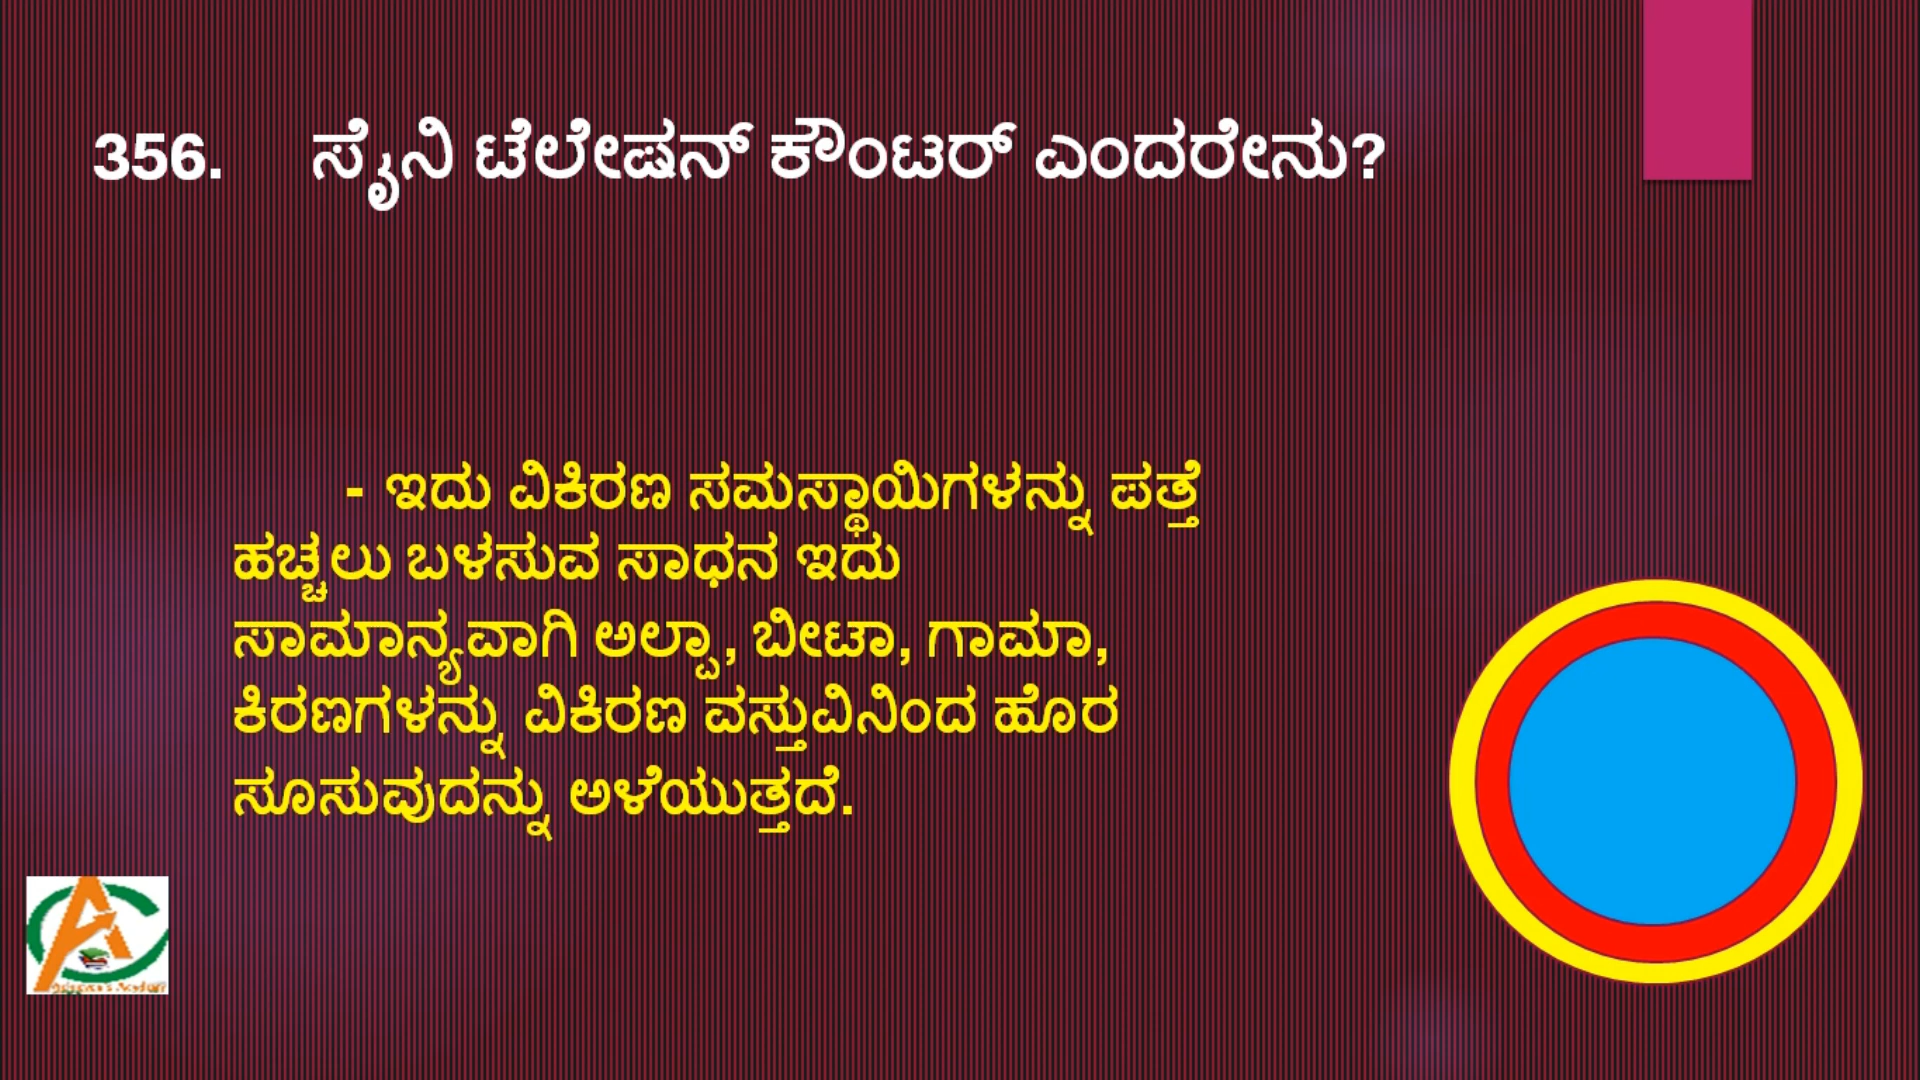 356. ಸೈನಿ ಟೆಲೇಷನ್ ಕೌಂಟರ್ ಎಂದರೇನು?
- ಇದು ವಿಕಿರಣ ಸಮಸ್ಥಾಯಿಗಳನ್ನು ಪತ್ತೆ
ಹಚ್ಚಲು ಬಳಸುವ ಸಾಧನ ಇದು
ಸಾಮಾನ್ಯವಾಗಿ ಅಲ್ಪಾ, ಬೀಟಾ, ಗಾಮಾ,
ಕಿರಣಗಳನ್ನು ವಿಕಿರಣ ವಸ್ತುವಿನಿಂದ ಹೊರ
ಸೂಸುವುದನ್ನು ಅಳೆಯುತ್ತದೆ.